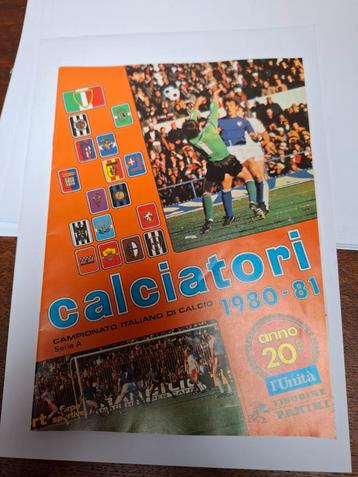 calciatori
1980-81
CAMPIONATO ITALIANO DI CALCIO
Serie A
anno
20°
l'Unità
FIGURINE
PANINI